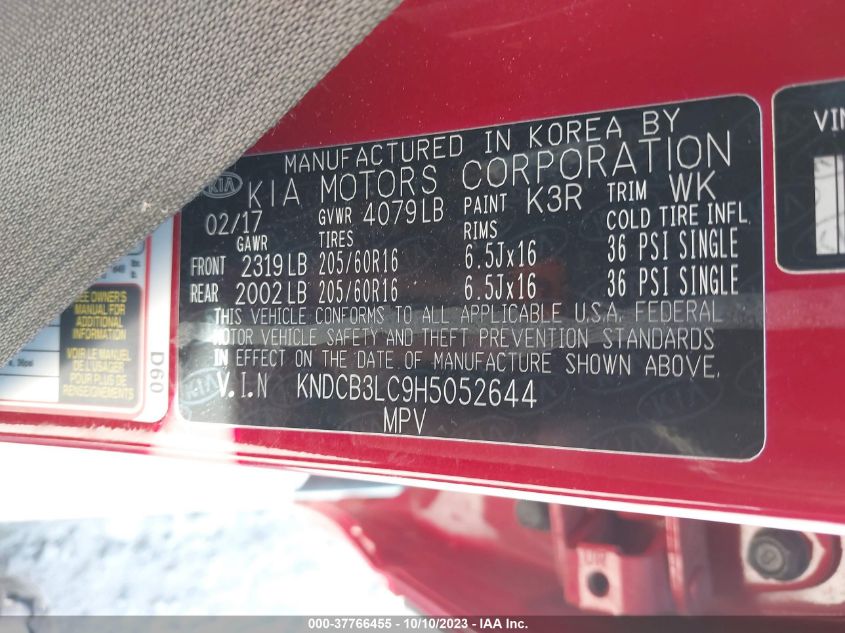 MANUFACTURED IN KOREA BY
KIA KIA MOTORS CORPORATION
02/17 GVWR 4079LB PAINT K3R TRIM WK
GAWR TIRES RIMS COLD TIRE INFL
FRONT 2319LB 205/60R16 6.5Jx16 36 PSI SINGLE
REAR 2002LB 205/60R16 6.5Jx16 36 PSI SINGLE
THIS VEHICLE CONFORMS TO ALL APPLICABLE U.S.A. FEDERAL
MOTOR VEHICLE SAFETY AND THEFT PREVENTION STANDARDS
IN EFFECT ON THE DATE OF MANUFACTURE SHOWN ABOVE.
V.I.N KNDCB3LC9H5052644
MPV
SEE OWNER'S
MANUAL FOR
ADDITIONAL
INFORMATION
VOIR LE MANUEL
DE L'USAGER
POUR PLUS DE
RENSEIGNEMENTS
D60
VIN
000-37766455 - 10/10/2023 - IAA Inc.